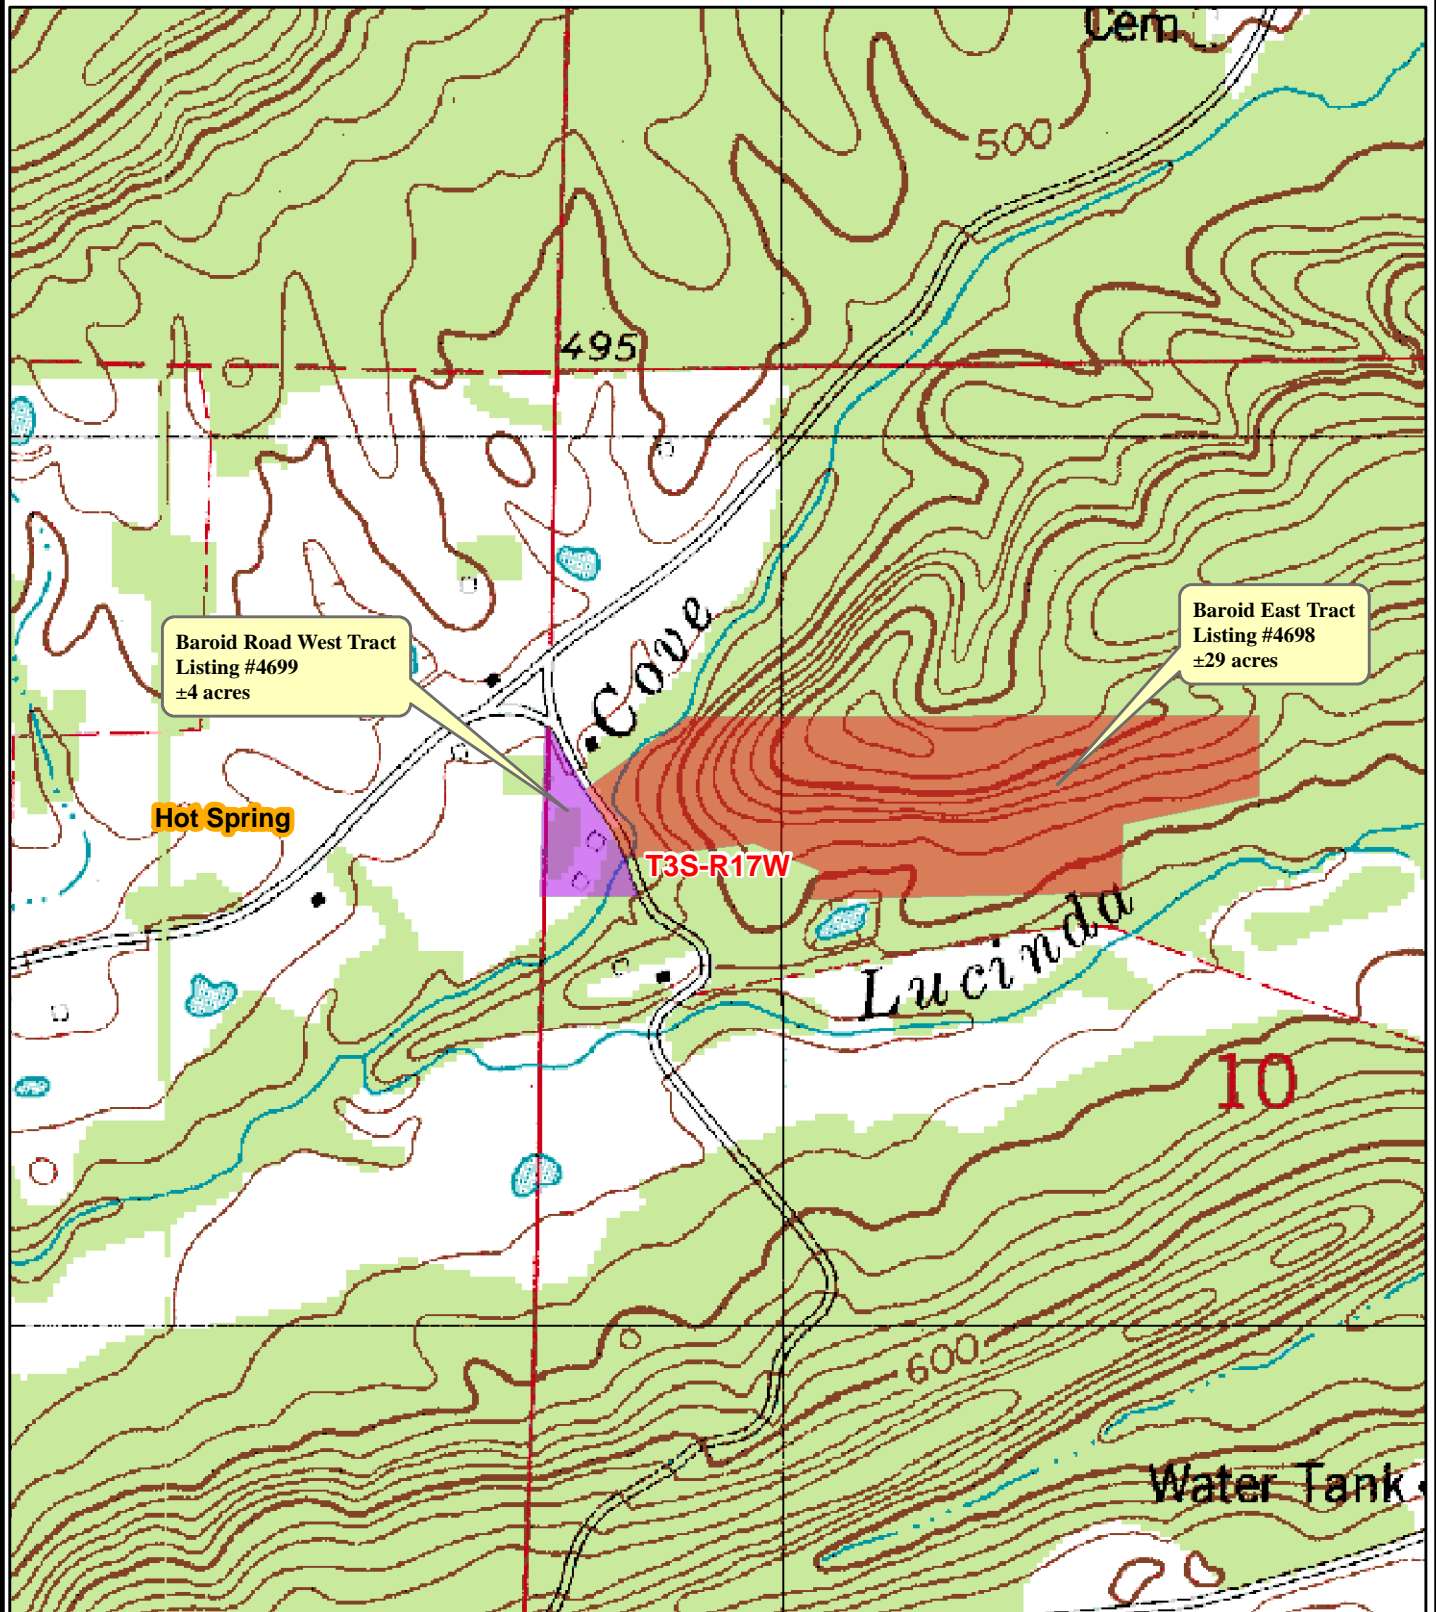 Cem
500
495
Cove
Baroid East Tract
Listing #4698
±29 acres
Baroid Road West Tract
Listing #4699
±4 acres
Hot Spring
T3S-R17W
Lucinda
10
600
Water Tank